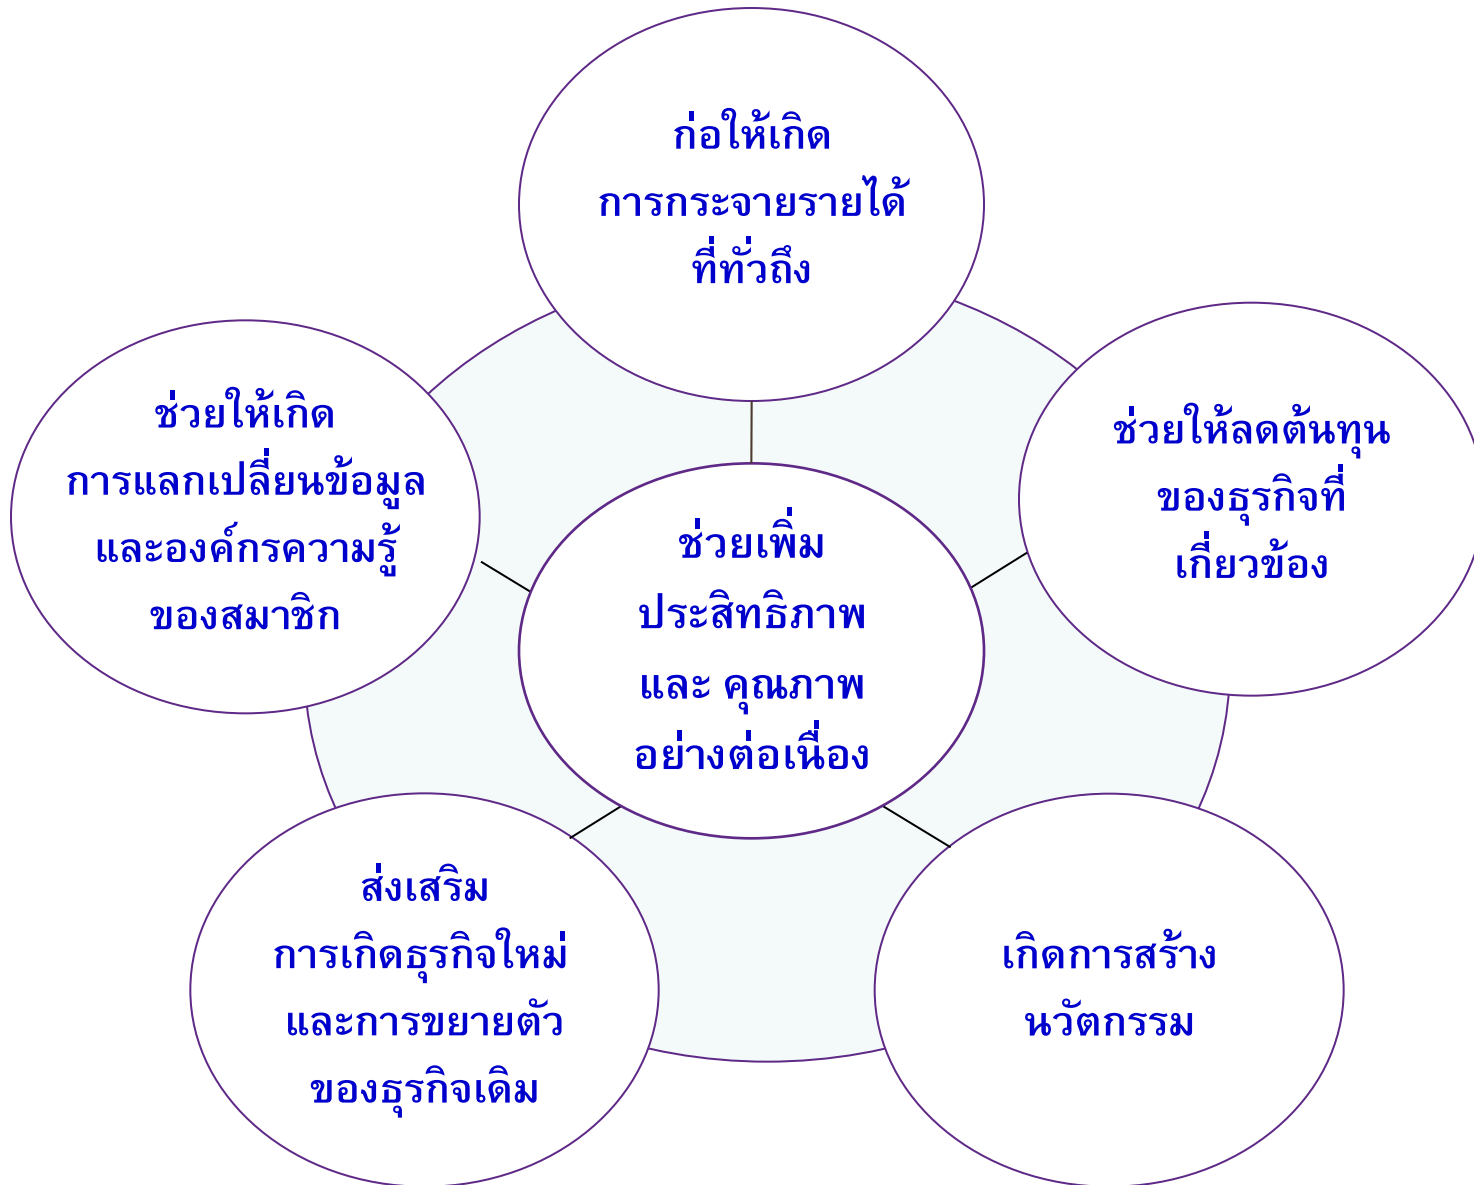 ก่อให้เกิด
การกระจายรายได้
ที่ทั่วถึง
ช่วยให้เกิด
การแลกเปลี่ยนข้อมูล
และองค์กรความรู้
ของสมาชิก
ช่วยให้ลดต้นทุน
ของธุรกิจที่
เกี่ยวข้อง
ช่วยเพิ่ม
ประสิทธิภาพ
และ คุณภาพ
อย่างต่อเนื่อง
ส่งเสริม
การเกิดธุรกิจใหม่
และการขยายตัว
ของธุรกิจเดิม
เกิดการสร้าง
นวัตกรรม